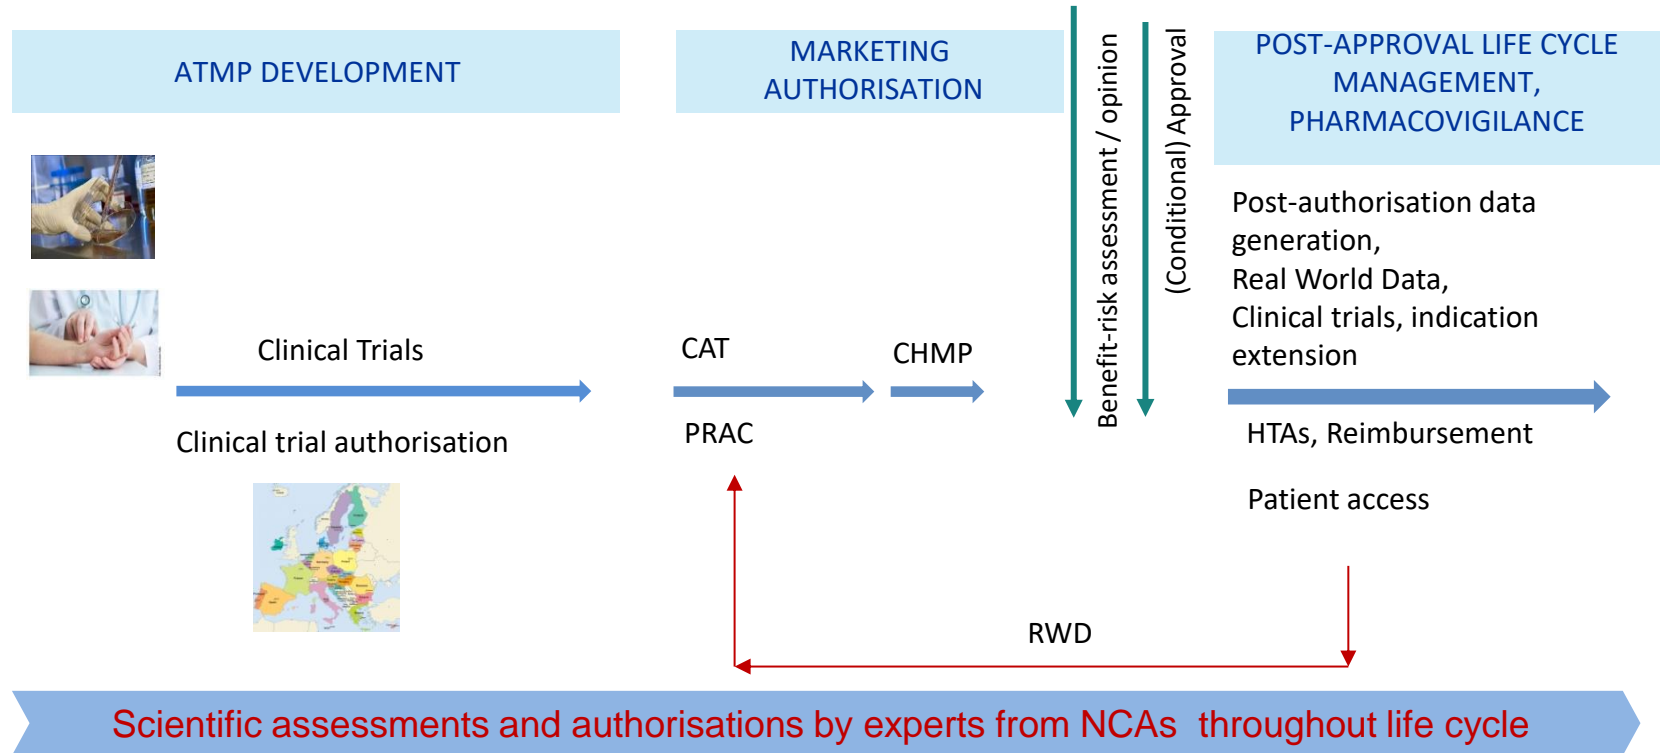 ATMP DEVELOPMENT
MARKETING
AUTHORISATION
Benefit-risk assessment / opinion
(Conditional) Approval
POST-APPROVAL LIFE CYCLE
MANAGEMENT,
PHARMACOVIGILANCE
Post-authorisation data
generation,
Real World Data,
Clinical trials, indication
extension
Clinical Trials
CAT
CHMP
Clinical trial authorisation
PRAC
HTAs, Reimbursement
Patient access
RWD
Scientific assessments and authorisations by experts from NCAs throughout life cycle